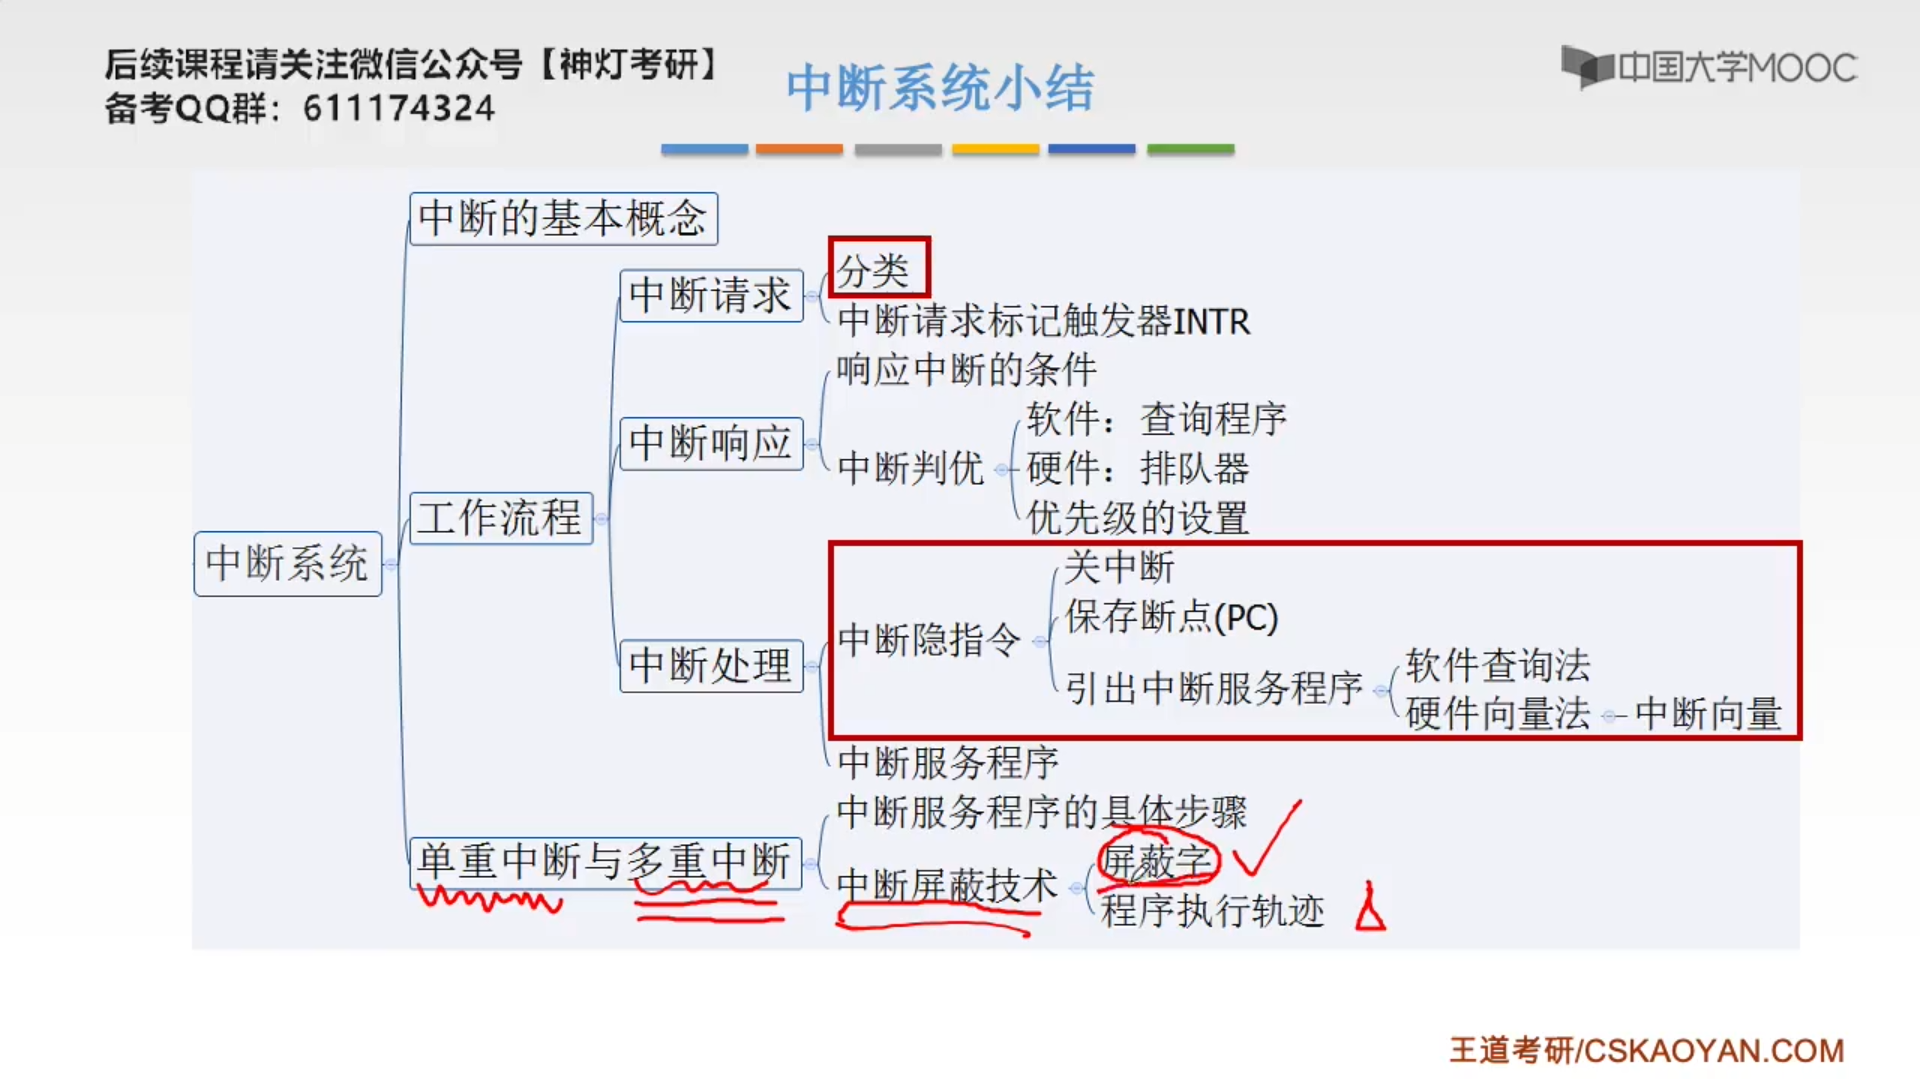 后续课程请关注微信公众号【神灯考研】
备考QQ群：611174324
中断系统小结
中国大学MOOC
中断的基本概念
分类
中断请求
中断请求标记触发器INTR
响应中断的条件
软件：查询程序
中断响应
中断判优
硬件：排队器
优先级的设置
工作流程
中断系统
关中断
保存断点(PC)
中断隐指令
软件查询法
中断处理
引出中断服务程序
硬件向量法
中断向量
中断服务程序
中断服务程序的具体步骤
单重中断与多重中断
屏蔽字
中断屏蔽技术
程序执行轨迹
王道考研/CSKAOYAN.COM